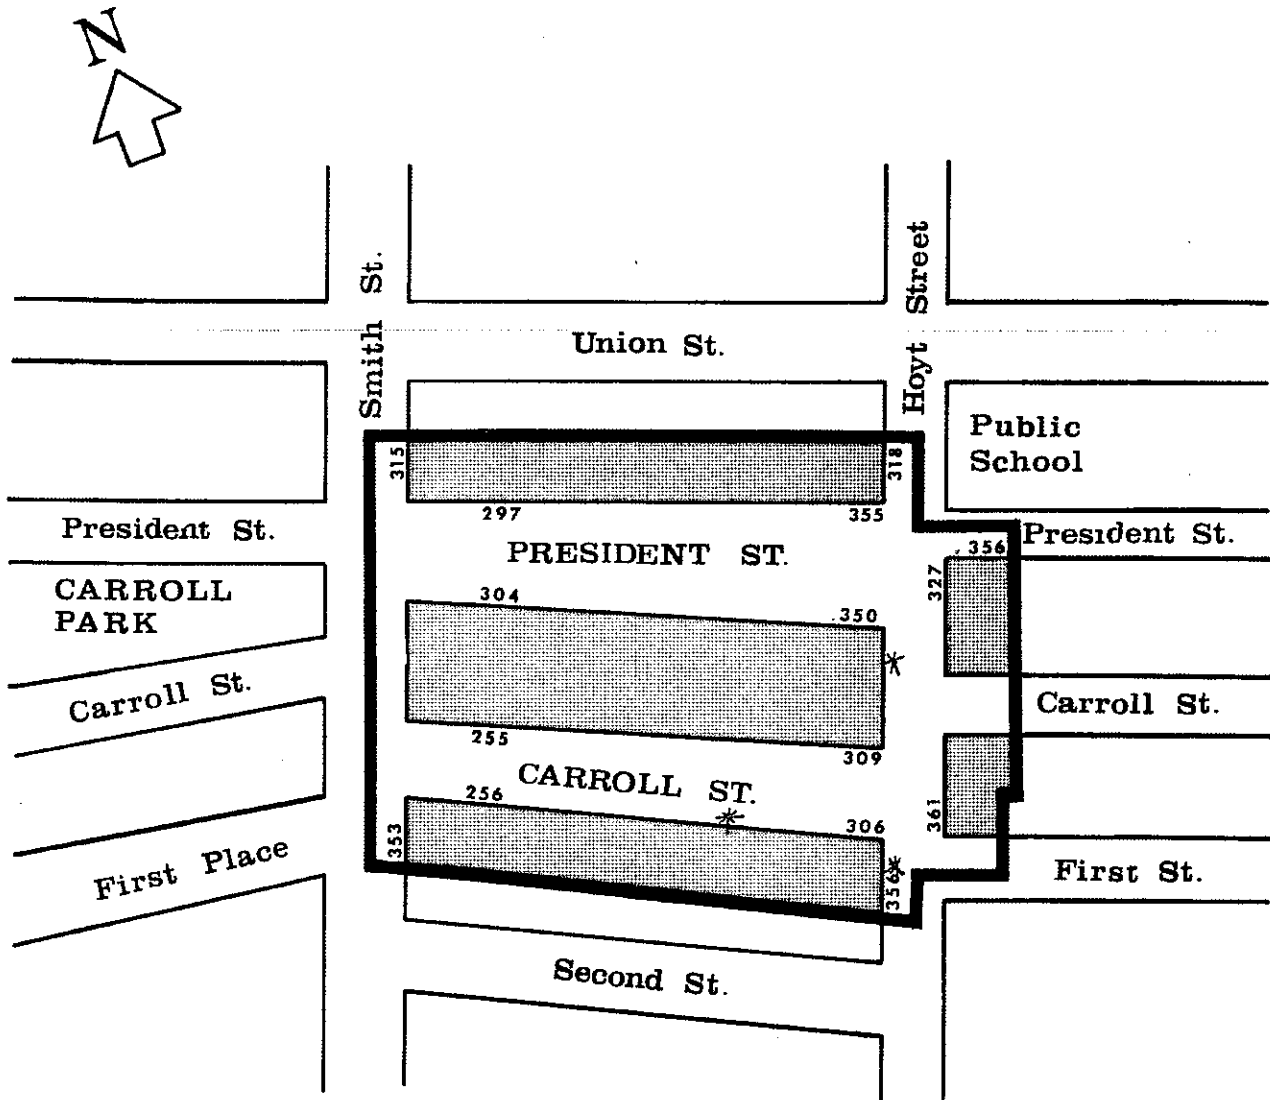 N
Smith St.
Hoyt Street
Union St.
Public
School
315
318
297
355
President St.
PRESIDENT ST.
President St.
356
327
CARROLL
PARK
304
350
Carroll St.
Carroll St.
255
309
CARROLL ST.
256
306
361
353
356
First Place
First St.
Second St.